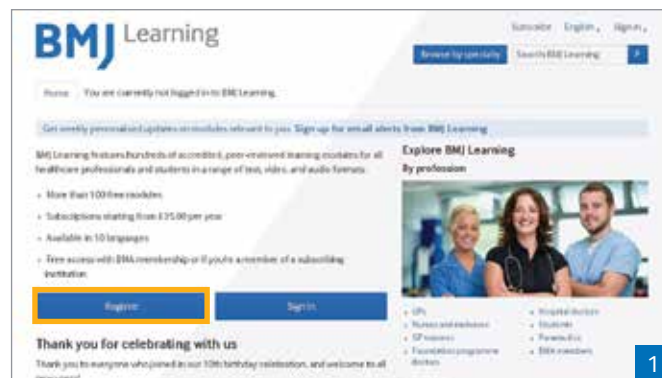 BMJ Learning
Subscribe English Sign in
Browse by specialty Search BMJ Learning
Home You are currently not logged in to BMJ Learning
Get weekly personalised updates on modules relevant to you. Sign up for email alerts from BMJ Learning
BMJ Learning features hundreds of accredited, peer-reviewed learning modules for all
healthcare professionals and students in a range of text, video, and audio formats.
More than 100 free modules
Subscriptions starting from £35.00 per year
Available in 10 languages
Free access with BMA membership or if you're a member of a subscribing
institution
Register Sign in
Thank you for celebrating with us
Thank you to everyone who joined in our 10th birthday celebration, and welcome to all
Explore BMJ Learning
By profession
GPs
Nurses and midwives
GP trainees
Foundation programme
doctors
Hospital doctors
Students
Paramedics
BMA members
1